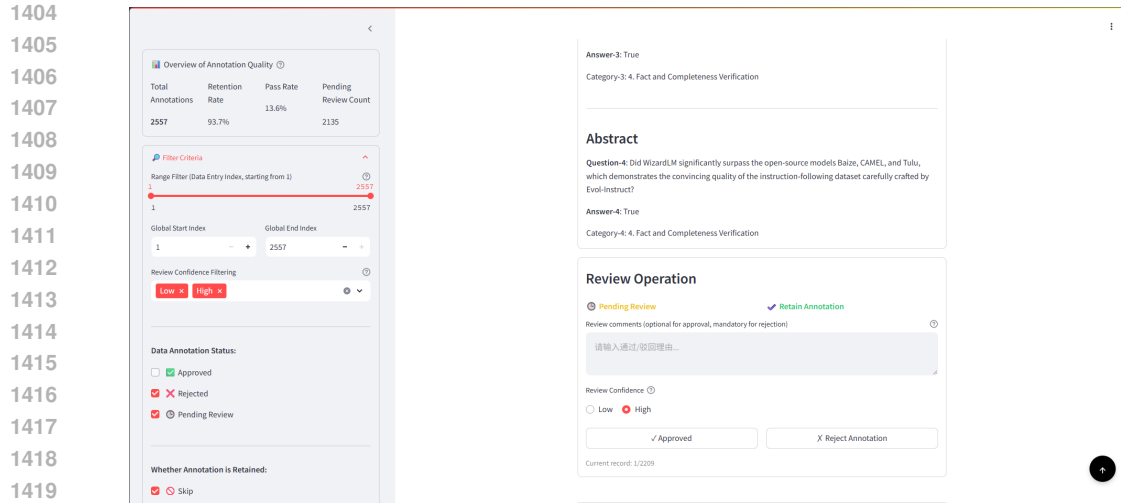 1404
1405
1406
1407
1408
1409
1410
1411
1412
1413
1414
1415
1416
1417
1418
1419
Overview of Annotation Quality
Total Annotations
Retention Rate
Pass Rate
Pending Review Count
2557
93.7%
13.6%
2135
Filter Criteria
Range Filter (Data Entry Index, starting from 1)
1
2557
1
2557
Global Start Index
Global End Index
1
2557
Review Confidence Filtering
Low ×
High ×
Data Annotation Status:
Approved
Rejected
Pending Review
Whether Annotation is Retained:
Skip
Answer-3: True
Category-3: 4. Fact and Completeness Verification
Abstract
Question-4: Did WizardLM significantly surpass the open-source models Baize, CAMEL, and Tulu,
which demonstrates the convincing quality of the instruction-following dataset carefully crafted by
Evol-Instruct?
Answer-4: True
Category-4: 4. Fact and Completeness Verification
Review Operation
Pending Review
Retain Annotation
Review comments (optional for approval, mandatory for rejection)
请输入通过/驳回理由...
Review Confidence
Low
High
✓ Approved
X Reject Annotation
Current record: 1/2209